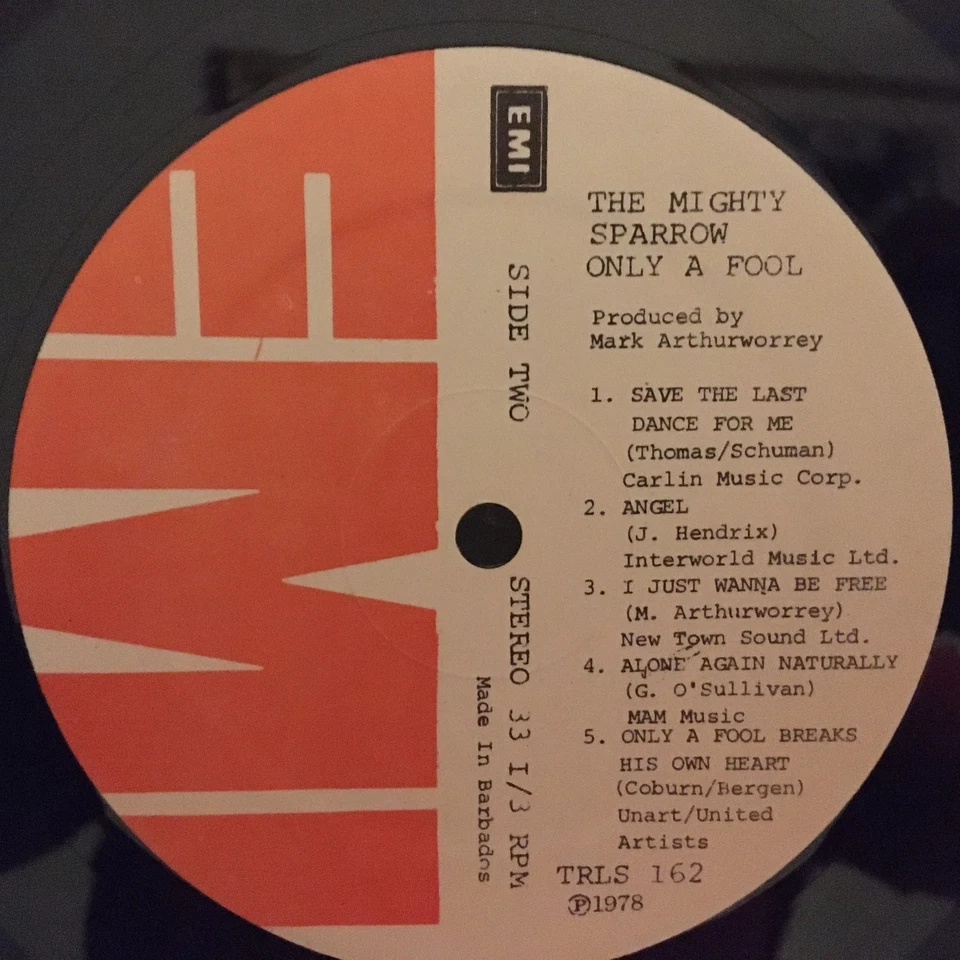 EMI
THE MIGHTY
SPARROW
ONLY A FOOL
Produced by
Mark Arthurworrey
SIDE TWO
1. SAVE THE LAST
DANCE FOR ME
(Thomas/Schuman)
Carlin Music Corp.
2. ANGEL
(J. Hendrix)
Interworld Music Ltd.
3. I JUST WANNA BE FREE
(M. Arthurworrey)
New Town Sound Ltd.
4. ALONE AGAIN NATURALLY
(G. O'Sullivan)
MAM Music
5. ONLY A FOOL BREAKS
HIS OWN HEART
(Coburn/Bergen)
Unart/United
Artists
STEREO 33 I/3 RPM
Made In Barbados
TRLS 162
Ⓟ1978
EMI